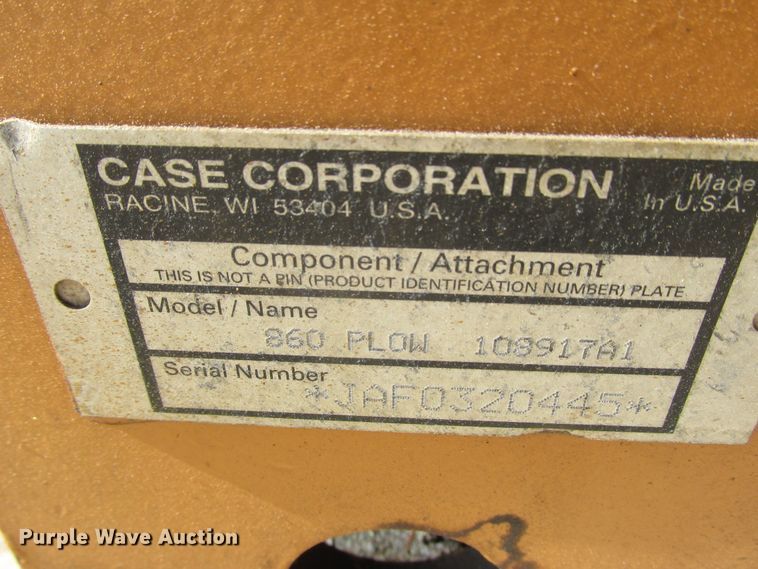 CASE CORPORATION
RACINE, WI 53404 U.S.A.
Made
In U.S.A.
Component / Attachment
THIS IS NOT A PIN (PRODUCT IDENTIFICATION NUMBER) PLATE
Model / Name
860 PLOW 108917A1
Serial Number
*JAF0320445*
Purple Wave Auction®